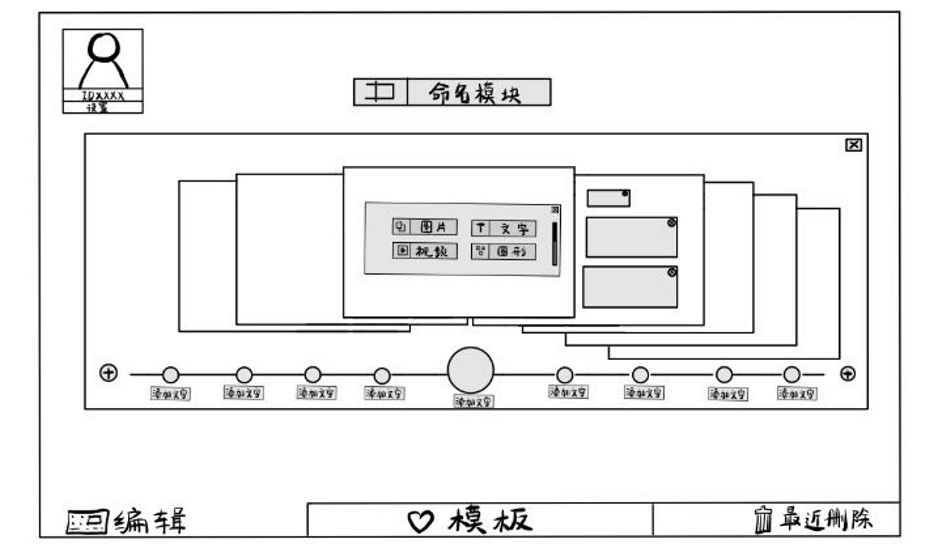 IDXXXX
设置
命名模块
图片
T 文字
视频
图形
添加文字
添加文字
添加文字
添加文字
添加文字
添加文字
添加文字
添加文字
添加文字
编辑
模板
最近删除